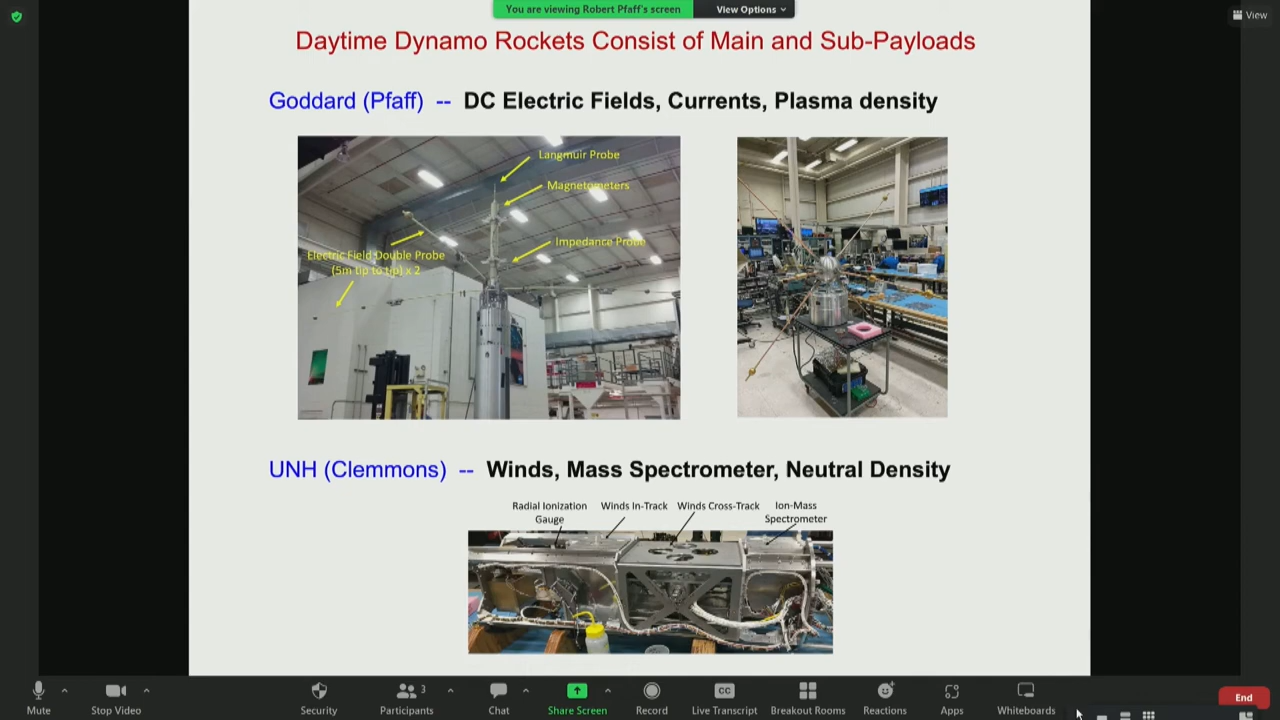 You are viewing Robert Pfaff's screen
View Options
View
Daytime Dynamo Rockets Consist of Main and Sub-Payloads
Goddard (Pfaff) -- DC Electric Fields, Currents, Plasma density
Langmuir Probe
Magnetometers
Impedance Probe
Electric Field Double Probe
(5m tip to tip) x 2
UNH (Clemmons) -- Winds, Mass Spectrometer, Neutral Density
Radial Ionization
Gauge
Winds In-Track
Winds Cross-Track
Ion-Mass
Spectrometer
3
CC
Mute
Stop Video
Security
Participants
Chat
Share Screen
Record
Live Transcript
Breakout Rooms
Reactions
Apps
Whiteboards
End